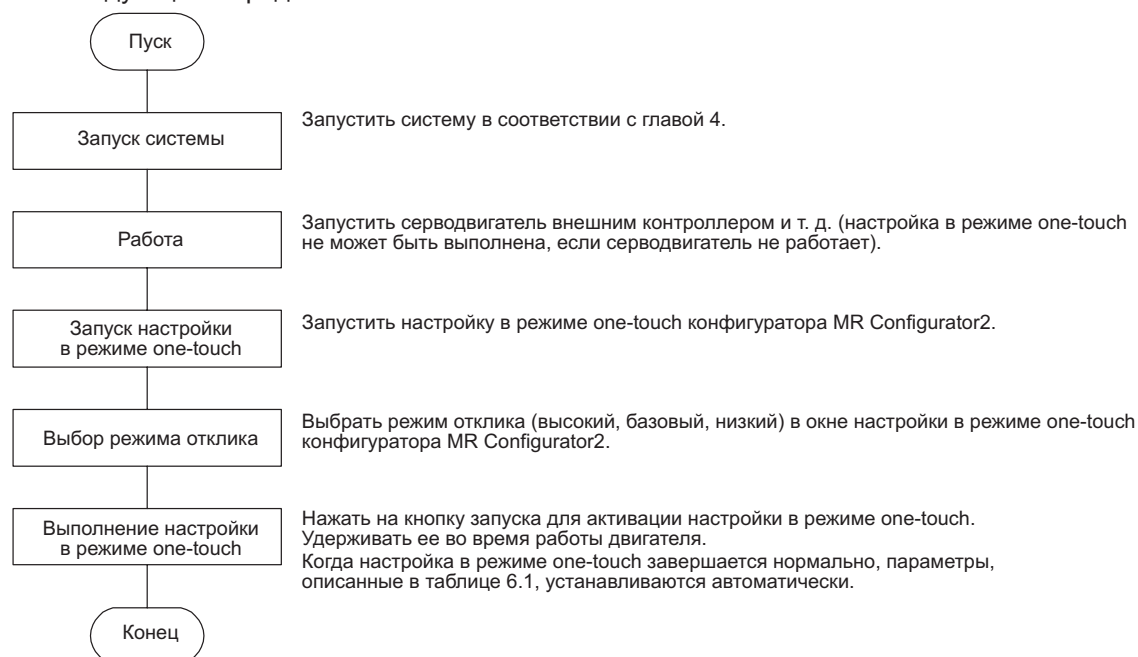 Пуск
Запуск системы
Запустить систему в соответствии с главой 4.
Работа
Запустить серводвигатель внешним контроллером и т. д. (настройка в режиме one-touch
не может быть выполнена, если серводвигатель не работает).
Запуск настройки
в режиме one-touch
Запустить настройку в режиме one-touch конфигуратора MR Configurator2.
Выбор режима отклика
Выбрать режим отклика (высокий, базовый, низкий) в окне настройки в режиме one-touch
конфигуратора MR Configurator2.
Выполнение настройки
в режиме one-touch
Нажать на кнопку запуска для активации настройки в режиме one-touch.
Удерживать ее во время работы двигателя.
Когда настройка в режиме one-touch завершается нормально, параметры,
описанные в таблице 6.1, устанавливаются автоматически.
Конец